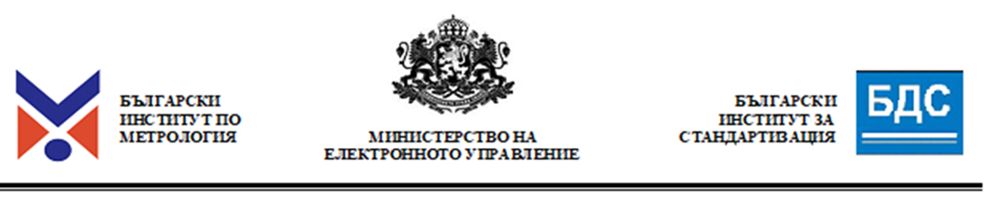 БЪЛГАРСКИ
ИНСТИТУТ ПО
МЕТРОЛОГИЯ
МИНИСТЕРСТВО НА
ЕЛЕКТРОННОТО УПРАВЛЕНИЕ
БЪЛГАРСКИ
ИНСТИТУТ ЗА
СТАНДАРТИЗАЦИЯ
БДС